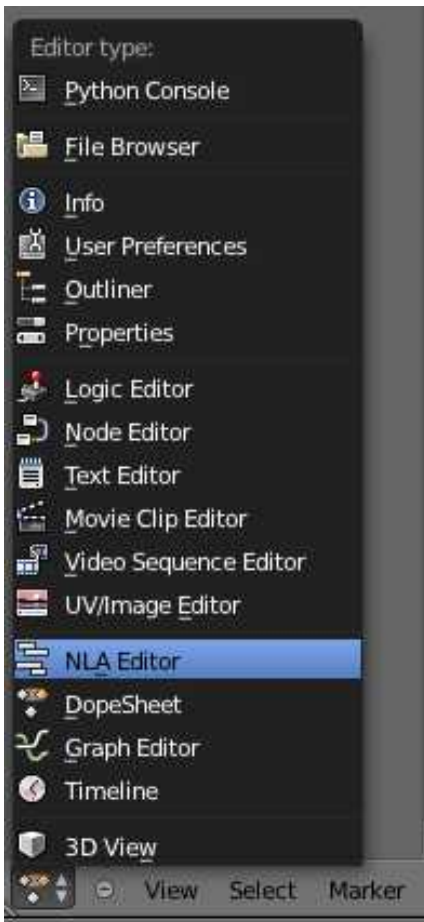 Editor type:
Python Console
File Browser
Info
User Preferences
Outliner
Properties
Logic Editor
Node Editor
Text Editor
Movie Clip Editor
Video Sequence Editor
UV/Image Editor
NLA Editor
DopeSheet
Graph Editor
Timeline
3D View
View Select Marker